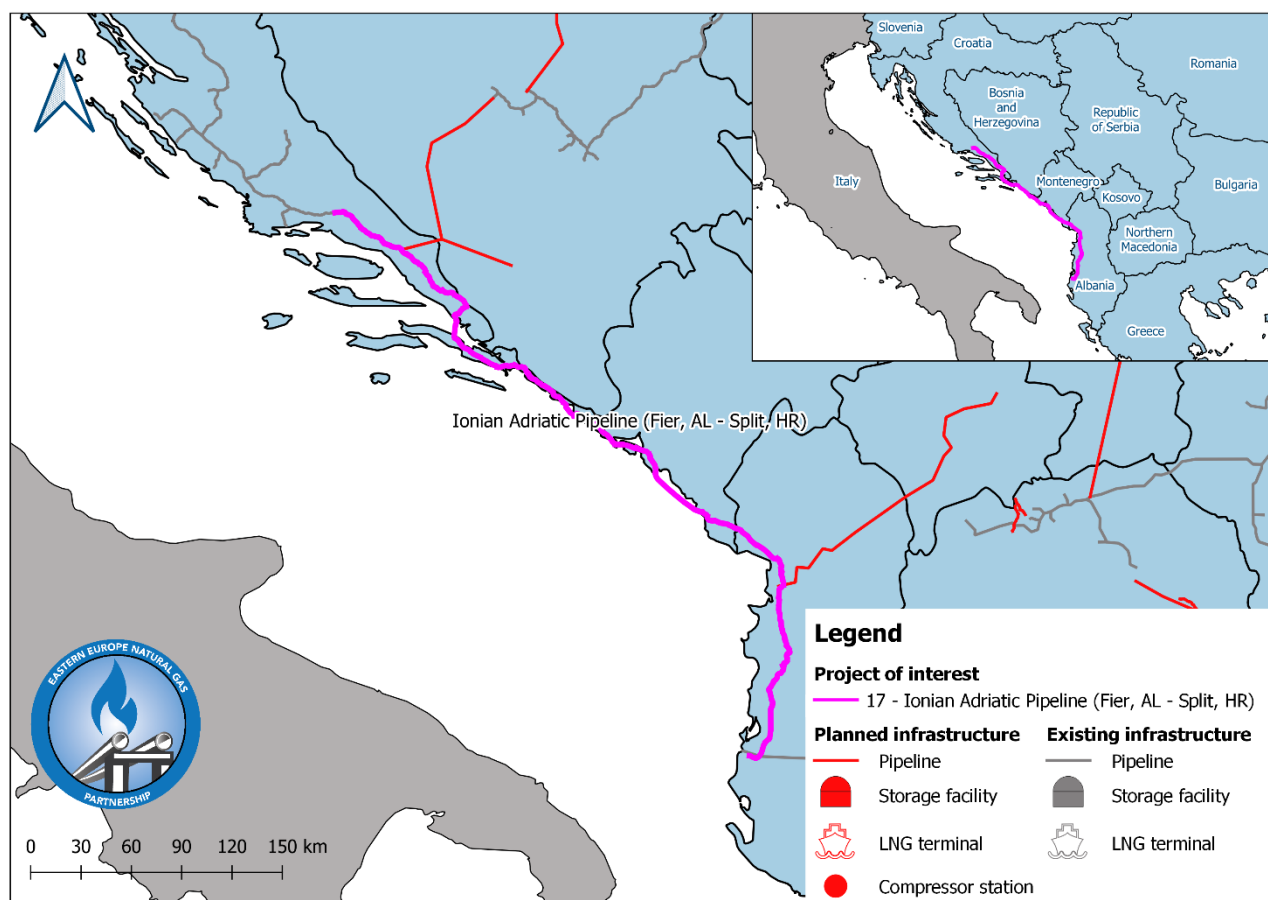 Slovenia
Croatia
Romania
Bosnia
and
Herzegovina
Republic
of Serbia
Italy
Montenegro
Kosovo
Bulgaria
Northern
Macedonia
Albania
Greece
Ionian Adriatic Pipeline (Fier, AL - Split, HR)
EASTERN EUROPE NATURAL GAS
PARTNERSHIP
0 30 60 90 120 150 km
Legend
Project of interest
17 - Ionian Adriatic Pipeline (Fier, AL - Split, HR)
Planned infrastructure Existing infrastructure
Pipeline Pipeline
Storage facility Storage facility
LNG terminal LNG terminal
Compressor station